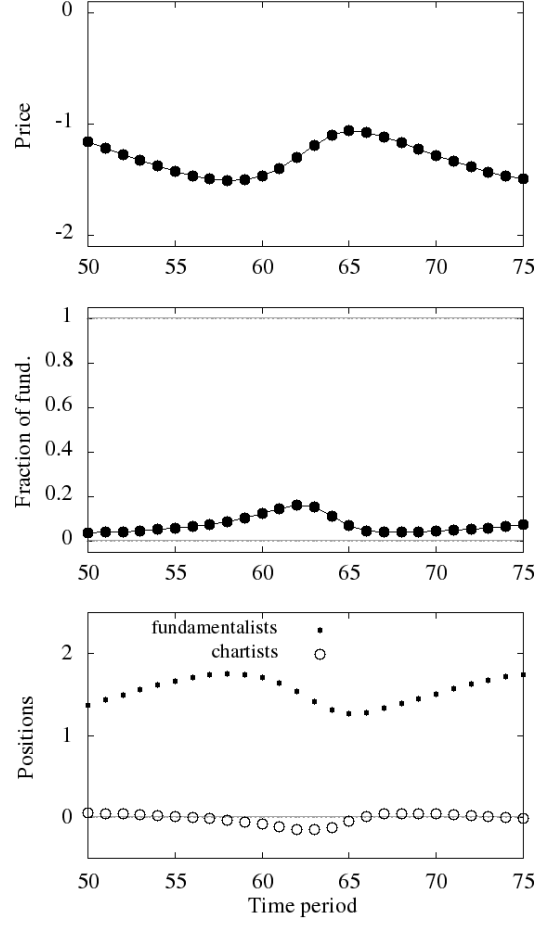 0
Price
-1
-2
50 55 60 65 70 75
1
Fraction of fund.
0.8
0.6
0.4
0.2
0
50 55 60 65 70 75
fundamentalists
chartists
2
Positions
1
0
50 55 60 65 70 75
Time period